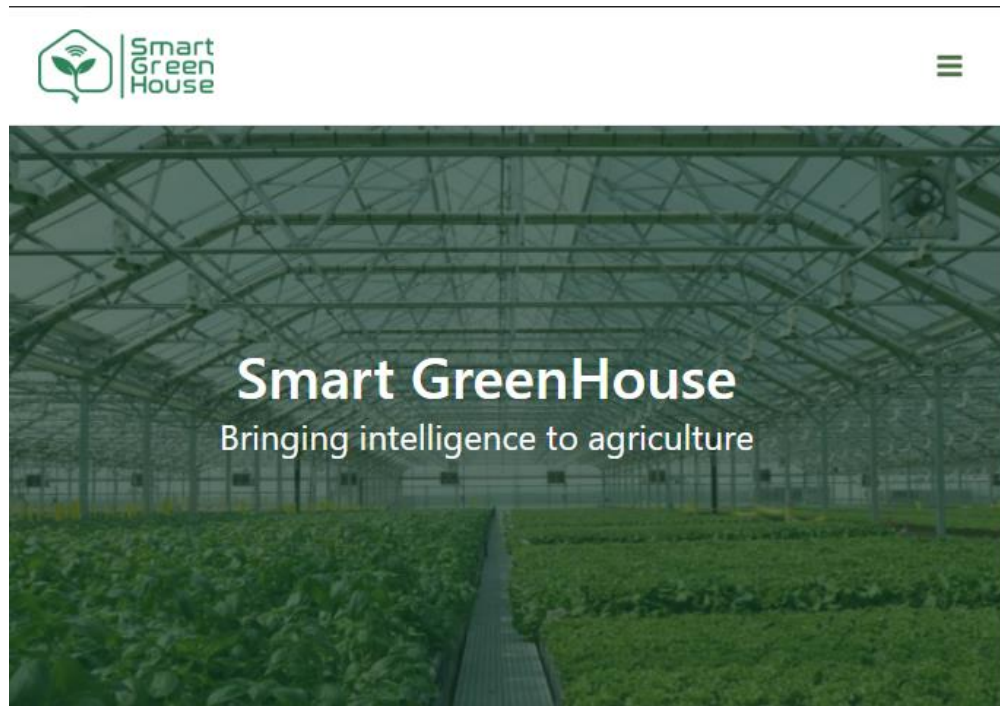 Smart
Green
House
Smart GreenHouse
Bringing intelligence to agriculture